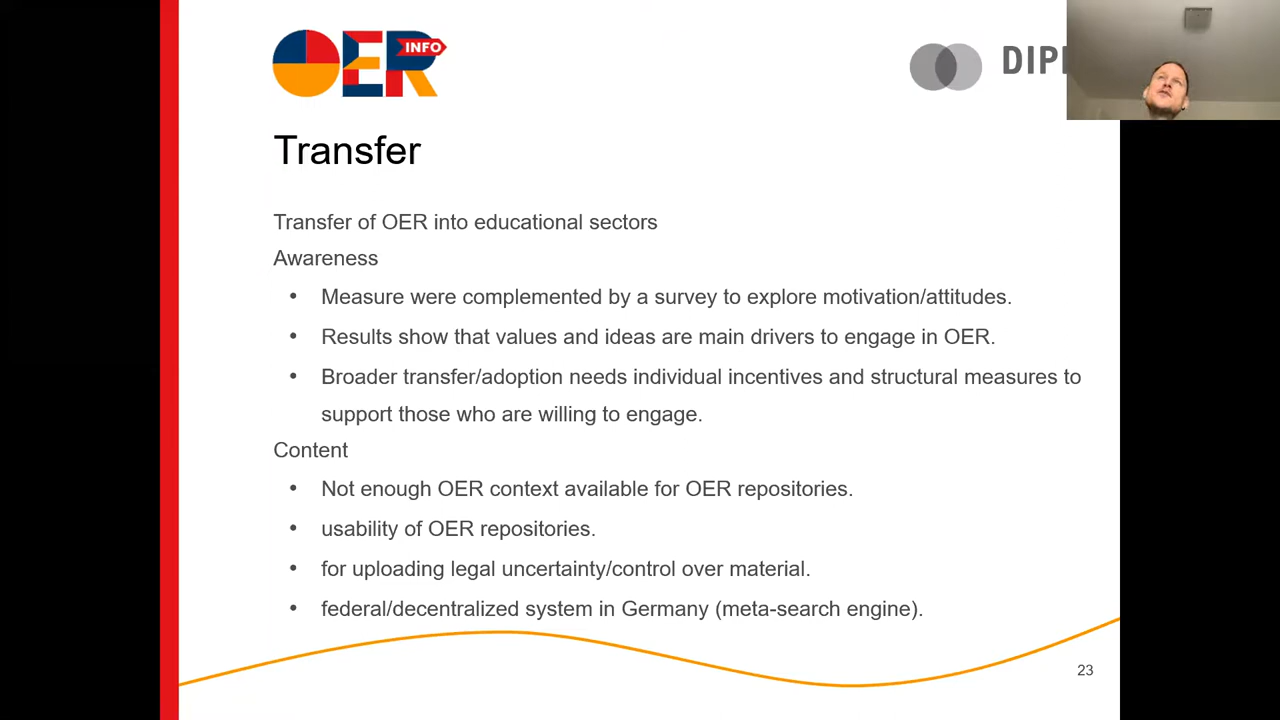 OER INFO
DIP
Transfer
Transfer of OER into educational sectors
Awareness
• Measure were complemented by a survey to explore motivation/attitudes.
• Results show that values and ideas are main drivers to engage in OER.
• Broader transfer/adoption needs individual incentives and structural measures to
support those who are willing to engage.
Content
• Not enough OER context available for OER repositories.
• usability of OER repositories.
• for uploading legal uncertainty/control over material.
• federal/decentralized system in Germany (meta-search engine).
23